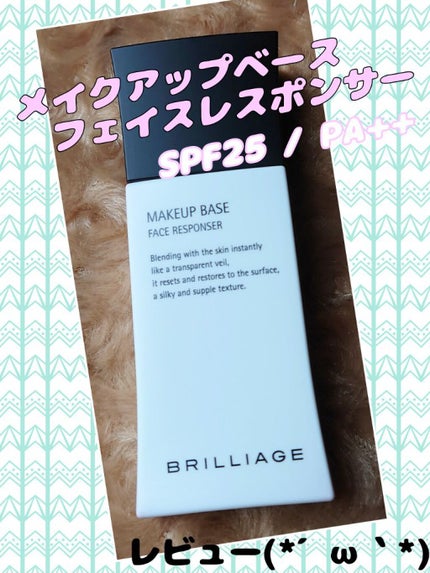 メイクアップベース
フェイスレスポンサー
SPF25 / PA++
MAKEUP BASE
FACE RESPONSER
Blending with the skin instantly
like a transparent veil,
it resets and restores to the surface,
a silky and supple texture.
BRILLIAGE
レビュー(*´ω｀*)